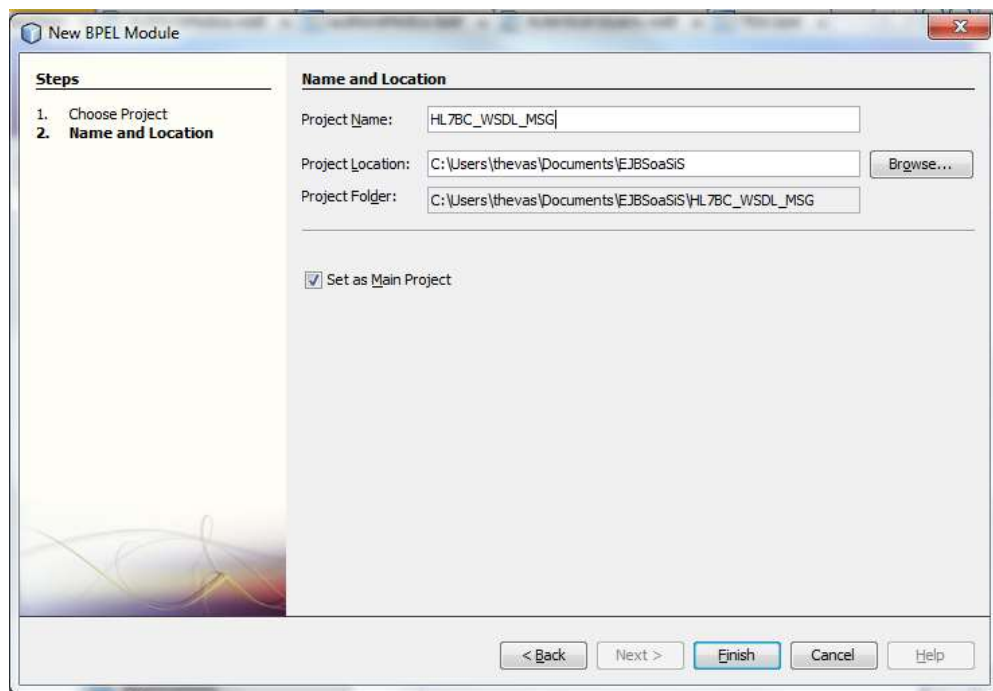 New BPEL Module
Steps
1. Choose Project
2. Name and Location
Name and Location
Project Name: HL7BC_WSDL_MSG
Project Location: C:\Users\thevas\Documents\EJBSoaSiS Browse...
Project Folder: C:\Users\thevas\Documents\EJBSoaSiS\HL7BC_WSDL_MSG
Set as Main Project
< Back Next > Finish Cancel Help